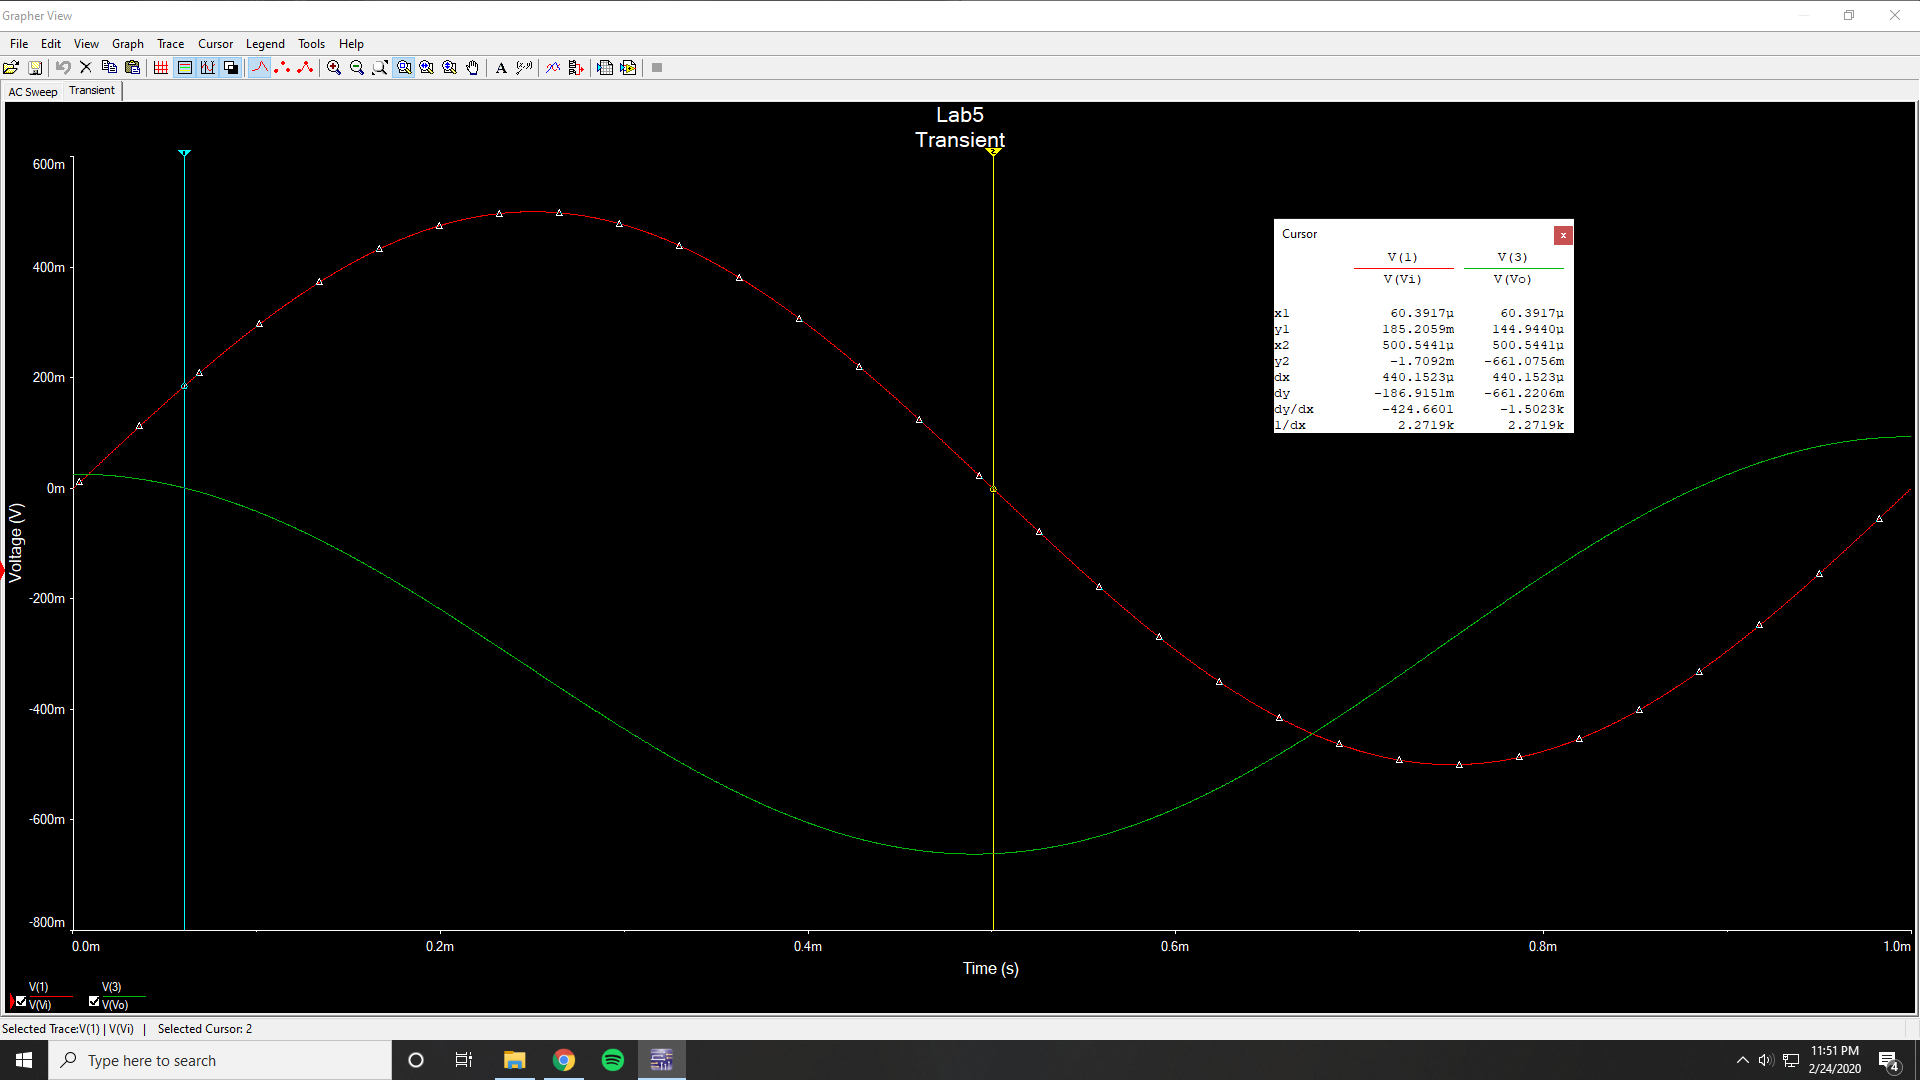 Grapher View
File Edit View Graph Trace Cursor Legend Tools Help
A
AC Sweep Transient
Lab5
Transient
1
2
600m
400m
200m
0m
-200m
-400m
-600m
-800m
Voltage (V)
0.0m 0.2m 0.4m 0.6m 0.8m 1.0m
Time (s)
Cursor x
V(1) V(3)
V(Vi) V(Vo)
x1 60.3917µ 60.3917µ
y1 185.2059m 144.9440µ
x2 500.5441µ 500.5441µ
y2 -1.7092m -661.0756m
dx 440.1523µ 440.1523µ
dy -186.9151m -661.2206m
dy/dx -424.6601 -1.5023k
1/dx 2.2719k 2.2719k
V(1) V(3)
V(Vi) V(Vo)
Selected Trace:V(1) | V(Vi) | Selected Cursor: 2
Type here to search
11:51 PM
2/24/2020
4